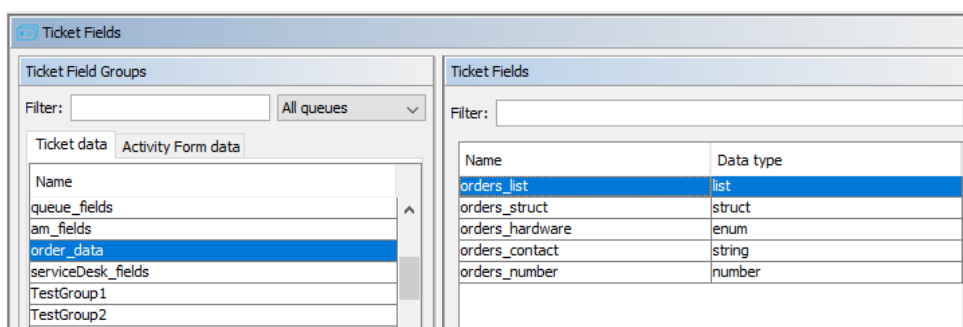 Ticket Fields
Ticket Field Groups
Filter:
All queues
Ticket data
Activity Form data
Name
queue_fields
am_fields
order_data
serviceDesk_fields
TestGroup1
TestGroup2
Ticket Fields
Filter:
Name Data type
orders_list list
orders_struct struct
orders_hardware enum
orders_contact string
orders_number number